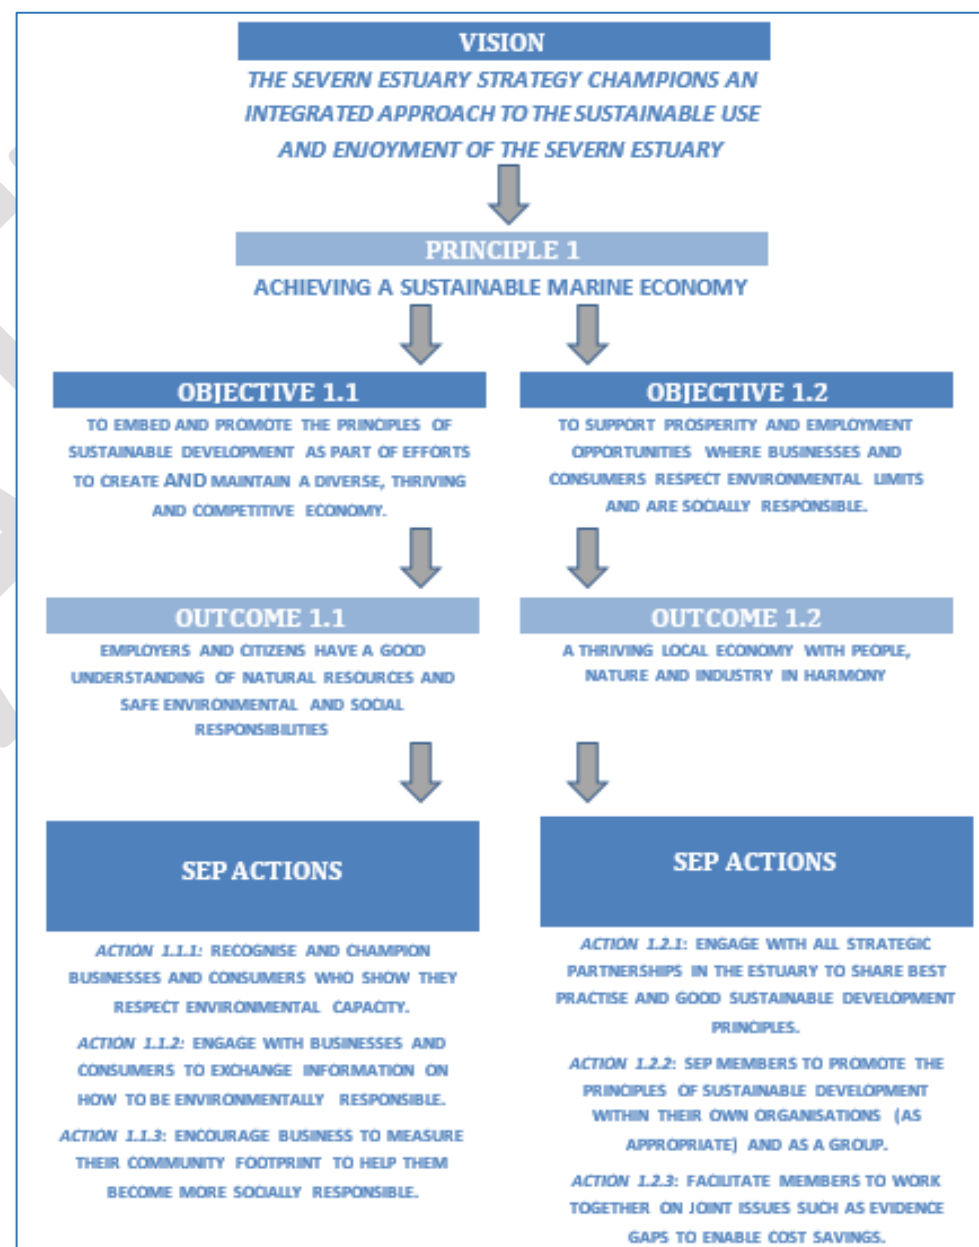 VISION
THE SEVERN ESTUARY STRATEGY CHAMPIONS AN
INTEGRATED APPROACH TO THE SUSTAINABLE USE
AND ENJOYMENT OF THE SEVERN ESTUARY
PRINCIPLE 1
ACHIEVING A SUSTAINABLE MARINE ECONOMY
OBJECTIVE 1.1
TO EMBED AND PROMOTE THE PRINCIPLES OF
SUSTAINABLE DEVELOPMENT AS PART OF EFFORTS
TO CREATE AND MAINTAIN A DIVERSE, THRIVING
AND COMPETITIVE ECONOMY.
OBJECTIVE 1.2
TO SUPPORT PROSPERITY AND EMPLOYMENT
OPPORTUNITIES WHERE BUSINESSES AND
CONSUMERS RESPECT ENVIRONMENTAL LIMITS
AND ARE SOCIALLY RESPONSIBLE.
OUTCOME 1.1
EMPLOYERS AND CITIZENS HAVE A GOOD
UNDERSTANDING OF NATURAL RESOURCES AND
SAFE ENVIRONMENTAL AND SOCIAL
RESPONSIBILITIES
OUTCOME 1.2
A THRIVING LOCAL ECONOMY WITH PEOPLE,
NATURE AND INDUSTRY IN HARMONY
SEP ACTIONS
ACTION 1.1.1: RECOGNISE AND CHAMPION
BUSINESSES AND CONSUMERS WHO SHOW THEY
RESPECT ENVIRONMENTAL CAPACITY.
ACTION 1.1.2: ENGAGE WITH BUSINESSES AND
CONSUMERS TO EXCHANGE INFORMATION ON
HOW TO BE ENVIRONMENTALLY RESPONSIBLE.
ACTION 1.1.3: ENCOURAGE BUSINESS TO MEASURE
THEIR COMMUNITY FOOTPRINT TO HELP THEM
BECOME MORE SOCIALLY RESPONSIBLE.
SEP ACTIONS
ACTION 1.2.1: ENGAGE WITH ALL STRATEGIC
PARTNERSHIPS IN THE ESTUARY TO SHARE BEST
PRACTISE AND GOOD SUSTAINABLE DEVELOPMENT
PRINCIPLES.
ACTION 1.2.2: SEP MEMBERS TO PROMOTE THE
PRINCIPLES OF SUSTAINABLE DEVELOPMENT
WITHIN THEIR OWN ORGANISATIONS (AS
APPROPRIATE) AND AS A GROUP.
ACTION 1.2.3: FACILITATE MEMBERS TO WORK
TOGETHER ON JOINT ISSUES SUCH AS EVIDENCE
GAPS TO ENABLE COST SAVINGS.